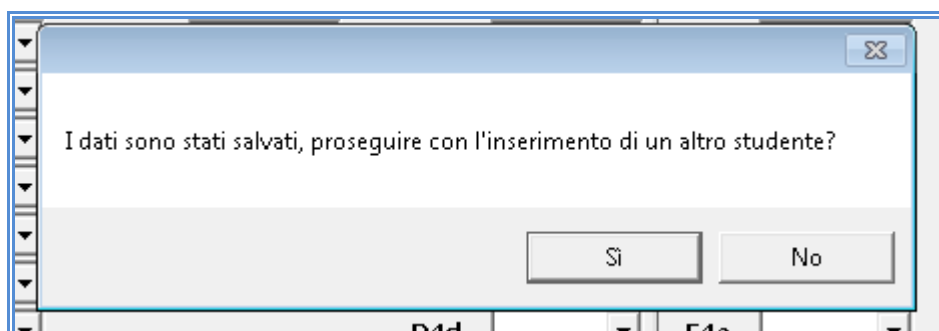 I dati sono stati salvati, proseguire con l'inserimento di un altro studente?
Sì
No